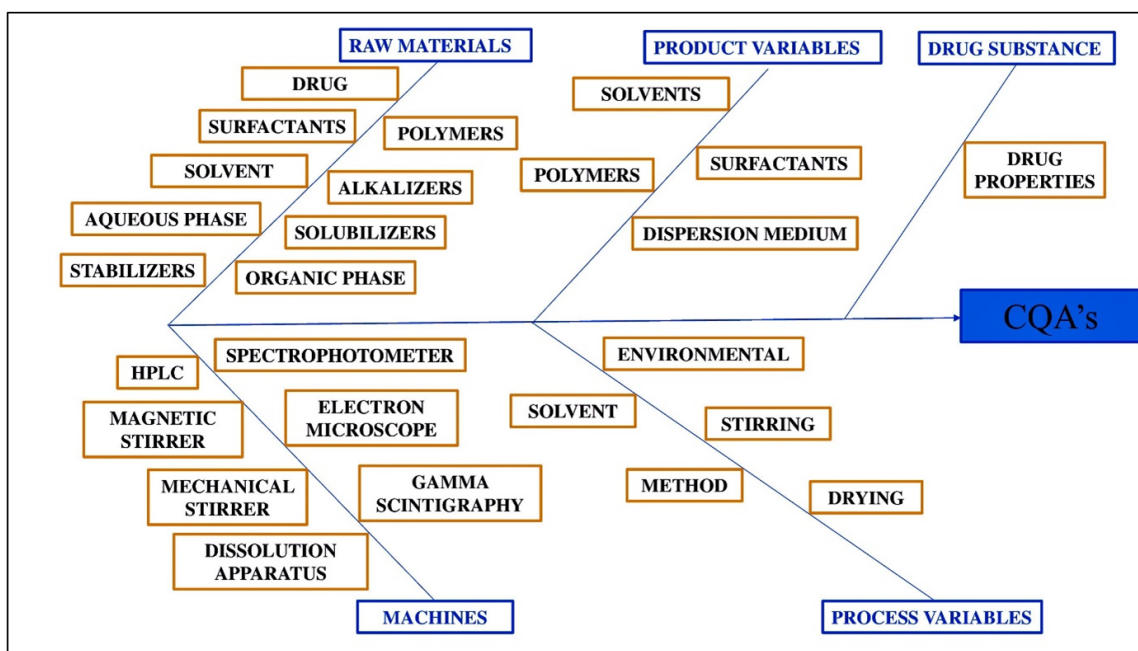 RAW MATERIALS
PRODUCT VARIABLES
DRUG SUBSTANCE
DRUG
SURFACTANTS
POLYMERS
SOLVENT
ALKALIZERS
AQUEOUS PHASE
SOLUBILIZERS
STABILIZERS
ORGANIC PHASE
SOLVENTS
SURFACTANTS
POLYMERS
DISPERSION MEDIUM
DRUG
PROPERTIES
CQA's
SPECTROPHOTOMETER
HPLC
ELECTRON
MICROSCOPE
MAGNETIC
STIRRER
GAMMA
SCINTIGRAPHY
MECHANICAL
STIRRER
DISSOLUTION
APPARATUS
MACHINES
ENVIRONMENTAL
SOLVENT
STIRRING
METHOD
DRYING
PROCESS VARIABLES